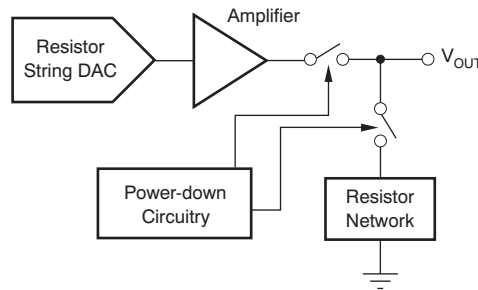 Amplifier
Resistor
String DAC
VOUT
Power-down
Circuitry
Resistor
Network